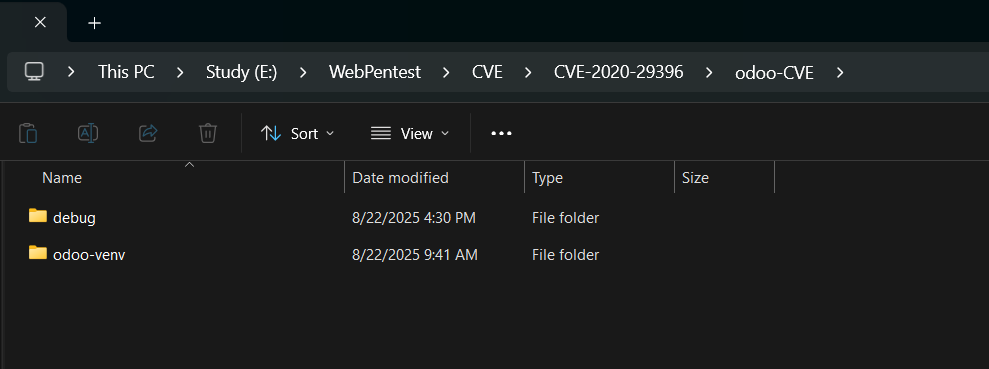 This PC > Study (E:) > WebPentest > CVE > CVE-2020-29396 > odoo-CVE >
Sort View •••
Name Date modified Type Size
debug 8/22/2025 4:30 PM File folder
odoo-venv 8/22/2025 9:41 AM File folder